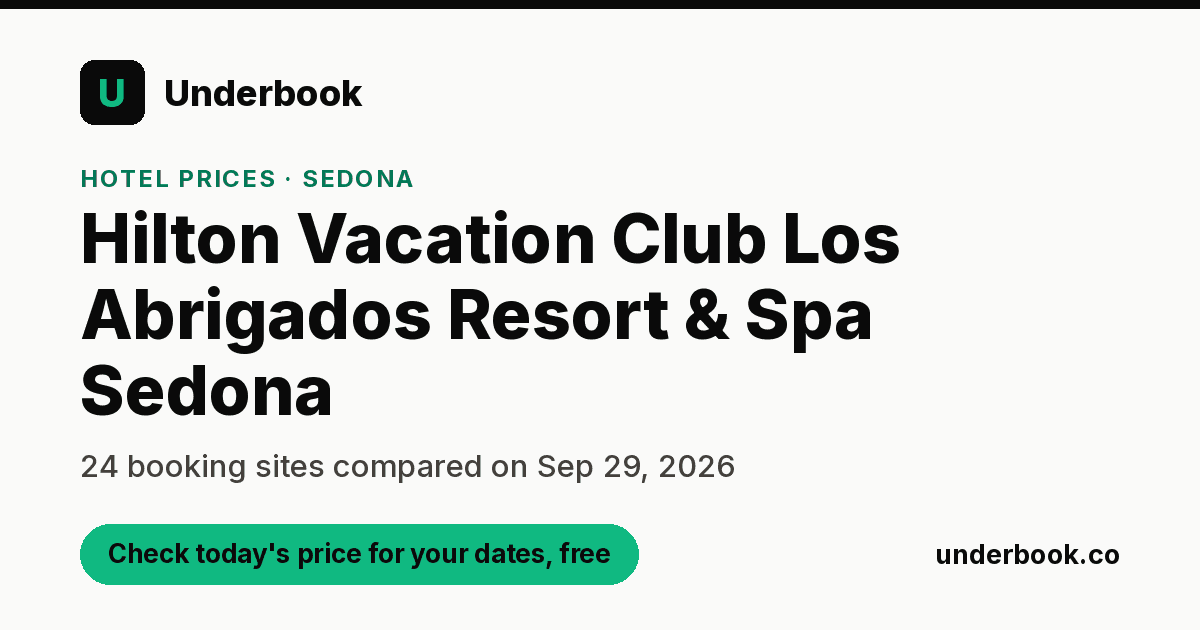 U Underbook
HOTEL PRICES · SEDONA
Hilton Vacation Club Los
Abrigados Resort & Spa
Sedona
24 booking sites compared on Sep 29, 2026
Check today's price for your dates, free
underbook.co